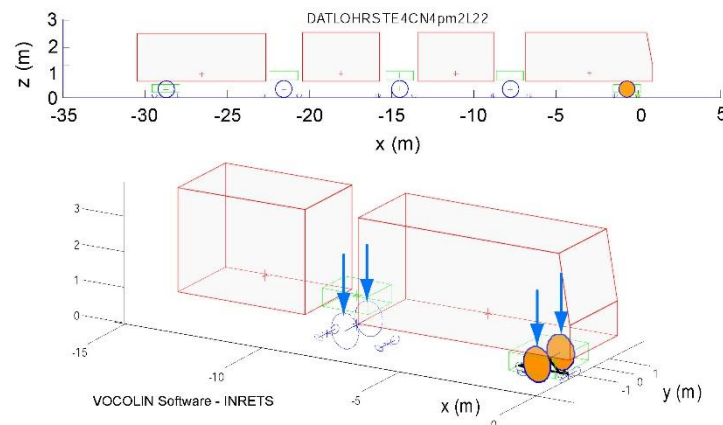 DATLOHRSTE4CN4pm2L22
3
2
1
0
z (m)
-35 -30 -25 -20 -15 -10 -5 0 5
x (m)
3
2
1
0
-15
-10
-5
0
x (m)
-1 0 1
y (m)
VOCOLIN Software - INRETS